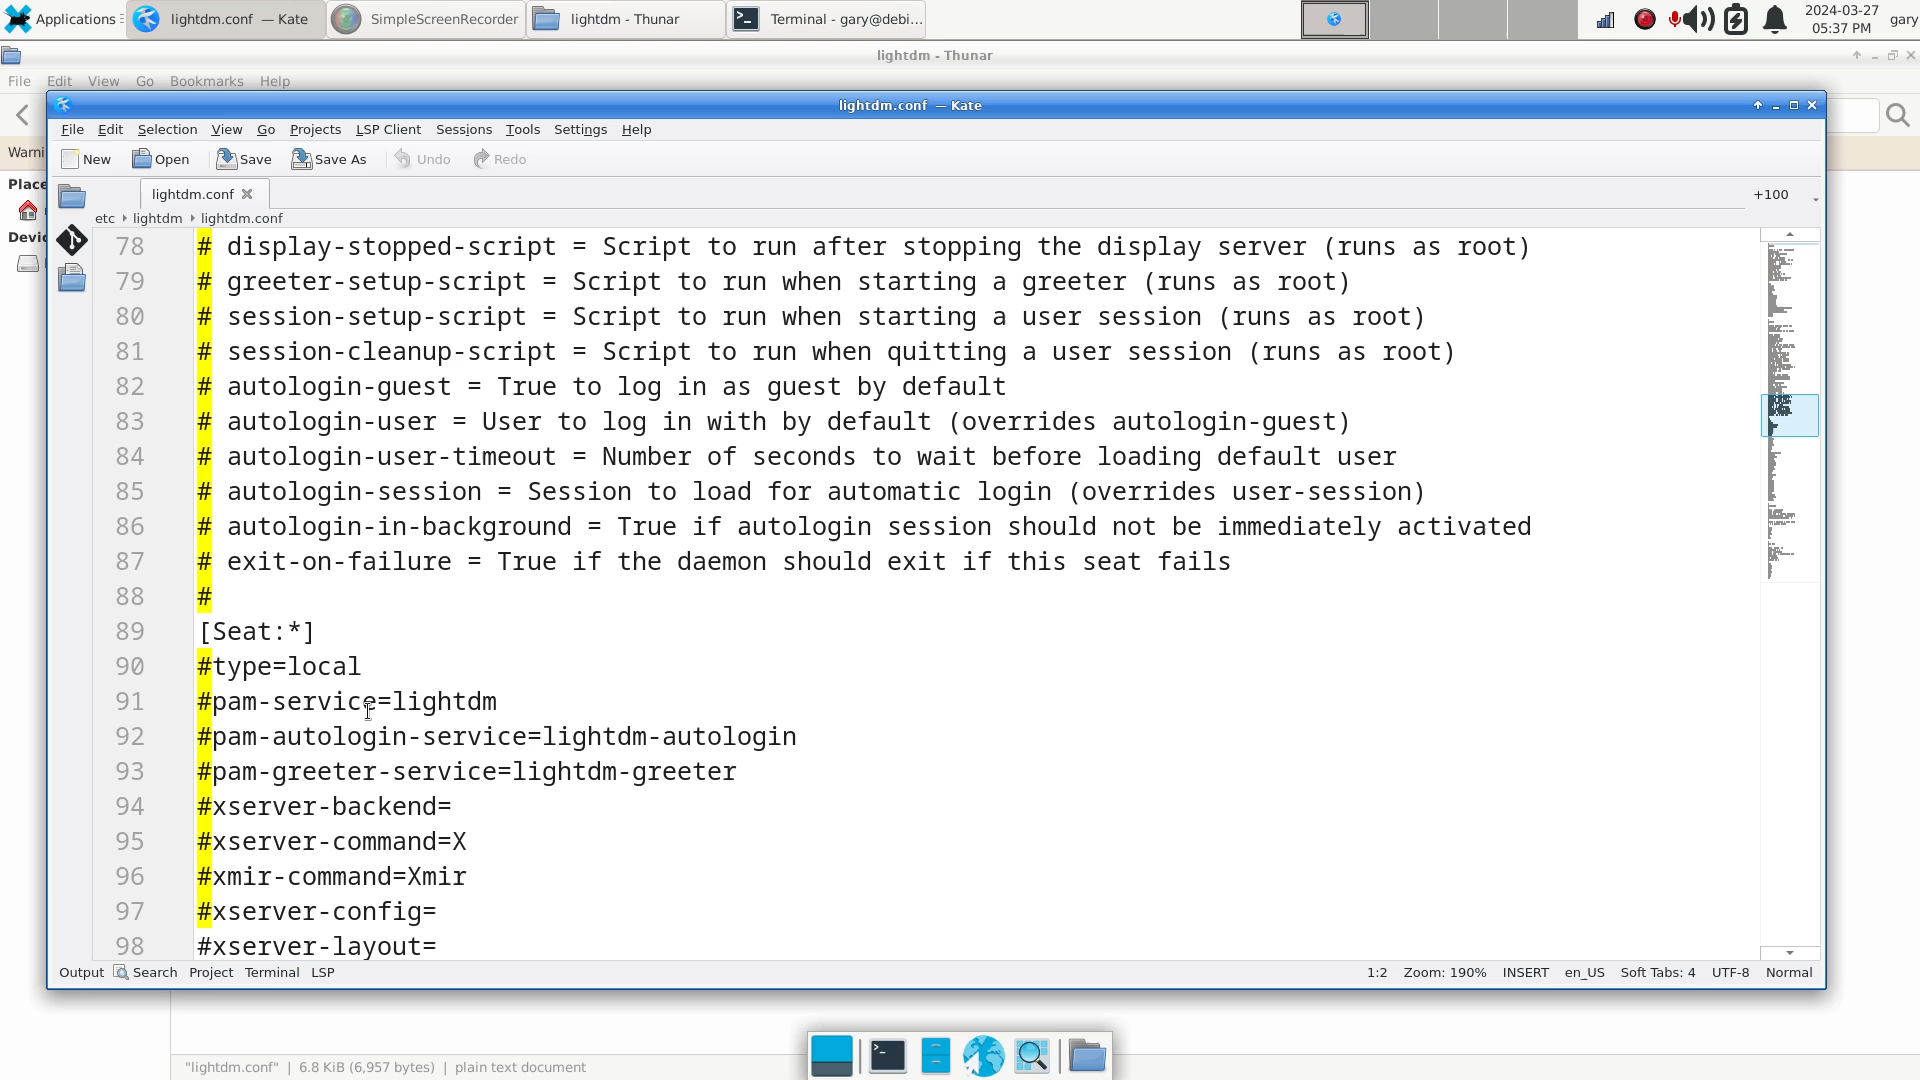 Applications
lightdm.conf — Kate
SimpleScreenRecorder
lightdm - Thunar
Terminal - gary@debi...
2024-03-27
05:37 PM
gary
lightdm - Thunar
File Edit View Go Bookmarks Help
lightdm.conf — Kate
File Edit Selection View Go Projects LSP Client Sessions Tools Settings Help
New Open Save Save As Undo Redo
Warni
Place
Devi
lightdm.conf
+100
etc lightdm lightdm.conf
78 # display-stopped-script = Script to run after stopping the display server (runs as root)
79 # greeter-setup-script = Script to run when starting a greeter (runs as root)
80 # session-setup-script = Script to run when starting a user session (runs as root)
81 # session-cleanup-script = Script to run when quitting a user session (runs as root)
82 # autologin-guest = True to log in as guest by default
83 # autologin-user = User to log in with by default (overrides autologin-guest)
84 # autologin-user-timeout = Number of seconds to wait before loading default user
85 # autologin-session = Session to load for automatic login (overrides user-session)
86 # autologin-in-background = True if autologin session should not be immediately activated
87 # exit-on-failure = True if the daemon should exit if this seat fails
88 #
89 [Seat:*]
90 #type=local
91 #pam-service=lightdm
92 #pam-autologin-service=lightdm-autologin
93 #pam-greeter-service=lightdm-greeter
94 #xserver-backend=
95 #xserver-command=X
96 #xmir-command=Xmir
97 #xserver-config=
98 #xserver-layout=
Output Search Project Terminal LSP
1:2 Zoom: 190% INSERT en_US Soft Tabs: 4 UTF-8 Normal
"lightdm.conf" | 6.8 KiB (6,957 bytes) | plain text document